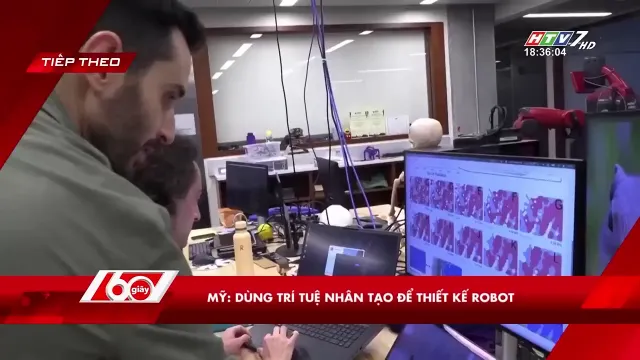 TIẾP THEO
HTV7 HD
18:36:04
60 giây
MỸ: DÙNG TRÍ TUỆ NHÂN TẠO ĐỂ THIẾT KẾ ROBOT